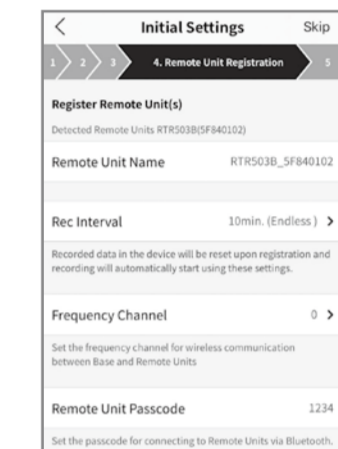 Initial Settings Skip
1 2 3 4. Remote Unit Registration 5
Register Remote Unit(s)
Detected Remote Units RTR503B(5F840102)
Remote Unit Name RTR503B_5F840102
Rec Interval 10min. (Endless )
Recorded data in the device will be reset upon registration and
recording will automatically start using these settings.
Frequency Channel 0
Set the frequency channel for wireless communication
between Base and Remote Units
Remote Unit Passcode 1234
Set the passcode for connecting to Remote Units via Bluetooth.